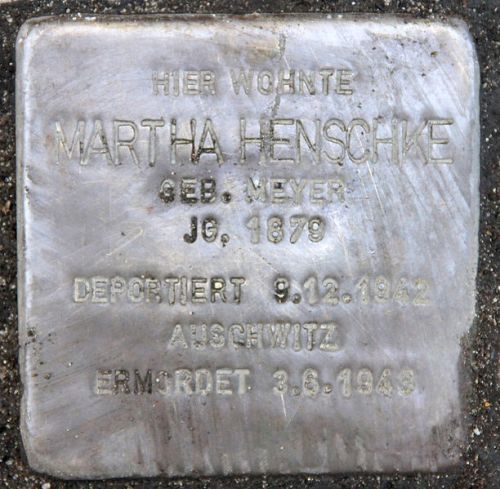 HIER WOHNTE
MARTHA HENSCHKE
GEB. MEYER
JG. 1879
DEPORTIERT 9.12.1942
AUSCHWITZ
ERMORDET 3.6.1943